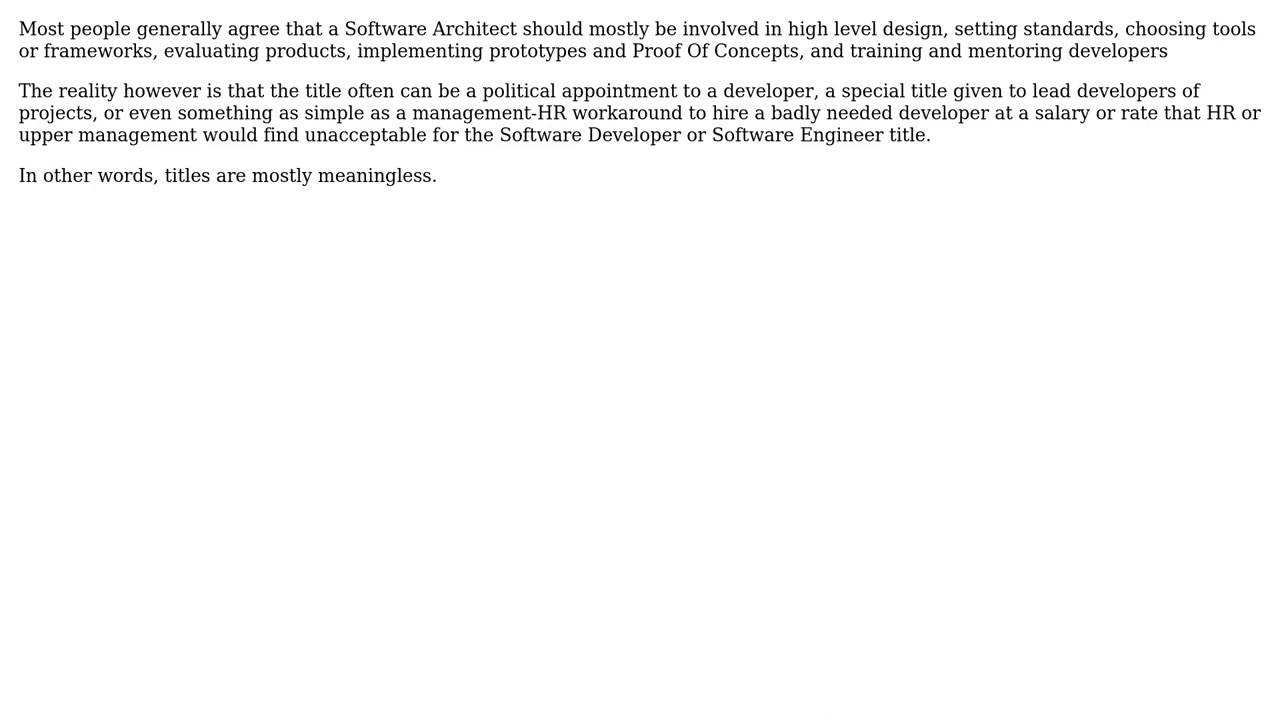 Most people generally agree that a Software Architect should mostly be involved in high level design, setting standards, choosing tools
or frameworks, evaluating products, implementing prototypes and Proof Of Concepts, and training and mentoring developers
The reality however is that the title often can be a political appointment to a developer, a special title given to lead developers of
projects, or even something as simple as a management-HR workaround to hire a badly needed developer at a salary or rate that HR or
upper management would find unacceptable for the Software Developer or Software Engineer title.
In other words, titles are mostly meaningless.